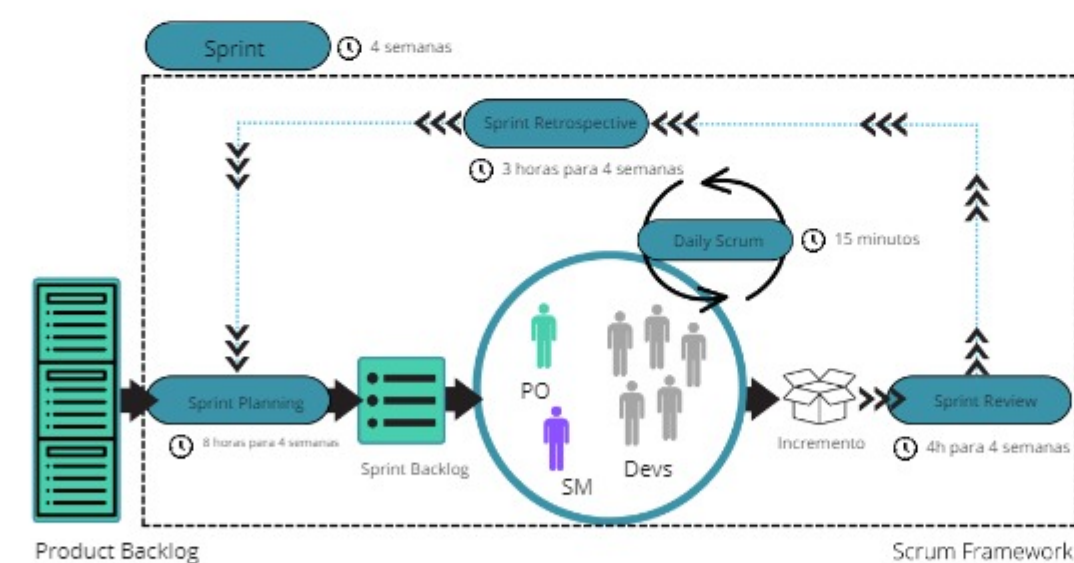 Sprint
4 semanas
Sprint Retrospective
3 horas para 4 semanas
Daily Scrum
15 minutos
Sprint Planning
8 horas para 4 semanas
Sprint Backlog
PO
SM
Devs
Incremento
Sprint Review
4h para 4 semanas
Product Backlog
Scrum Framework